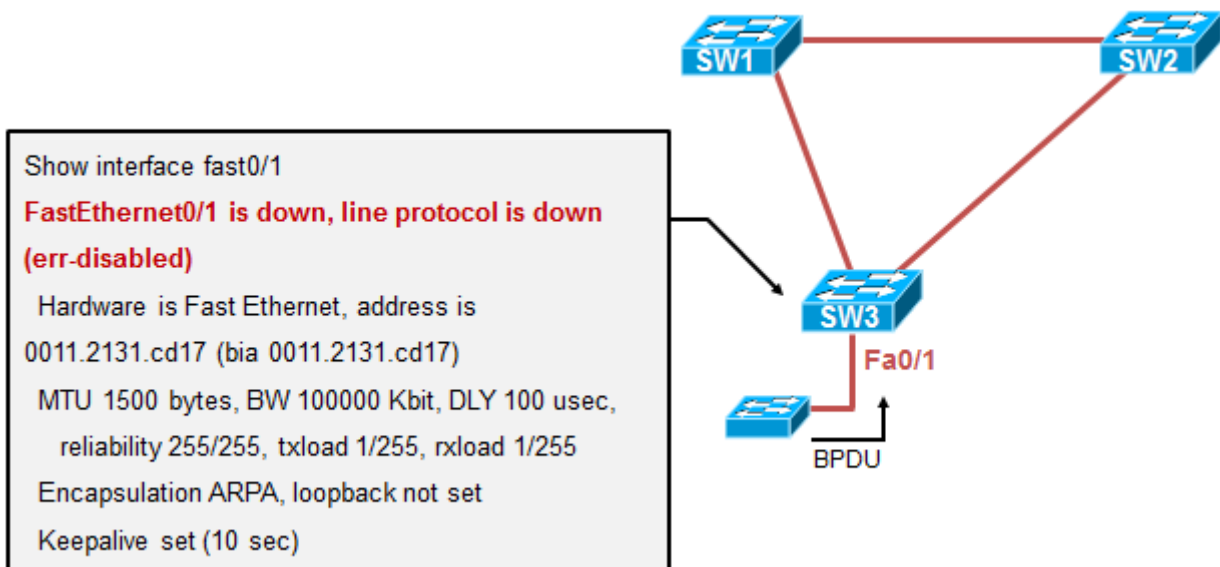 SW1
SW2
Show interface fast0/1
FastEthernet0/1 is down, line protocol is down
(err-disabled)
Hardware is Fast Ethernet, address is
0011.2131.cd17 (bia 0011.2131.cd17)
MTU 1500 bytes, BW 100000 Kbit, DLY 100 usec,
reliability 255/255, txload 1/255, rxload 1/255
Encapsulation ARPA, loopback not set
Keepalive set (10 sec)
SW3
Fa0/1
BPDU